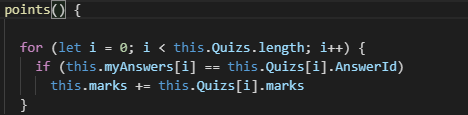 points() {
for (let i = 0; i < this.Quizs.length; i++) {
if (this.myAnswers[i] == this.Quizs[i].AnswerId)
this.marks += this.Quizs[i].marks
}